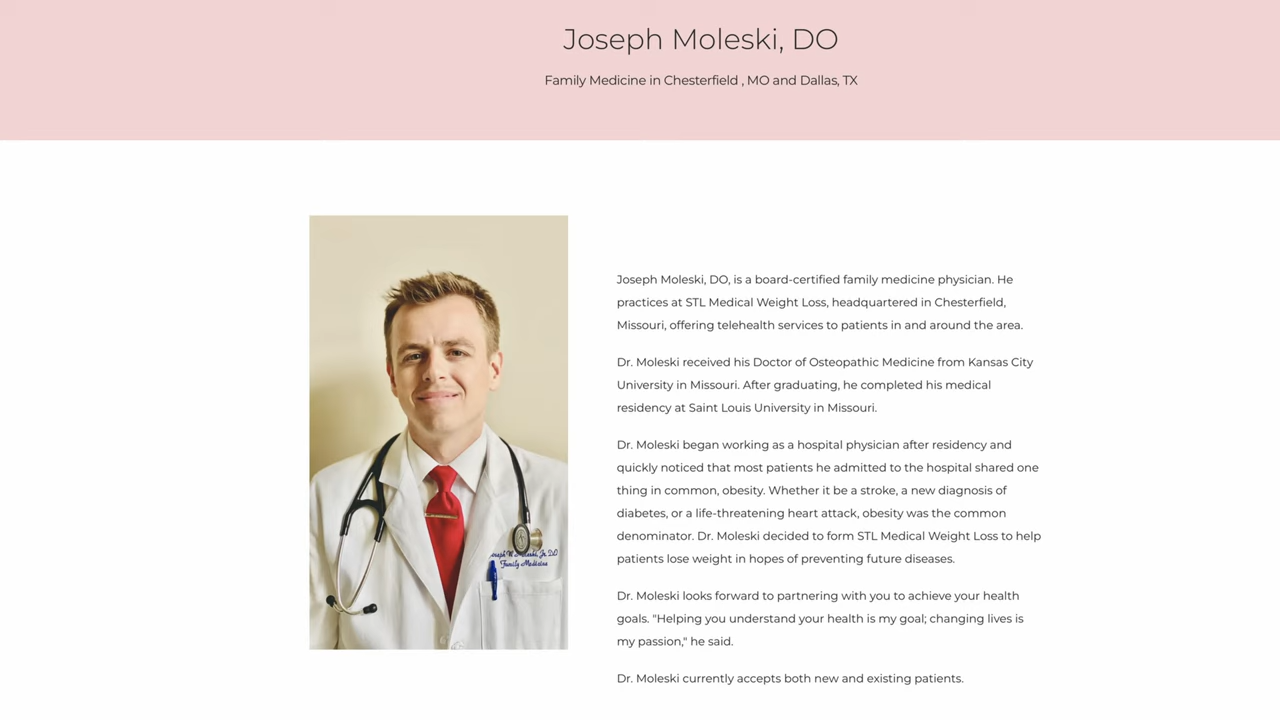 Joseph Moleski, DO
Family Medicine in Chesterfield , MO and Dallas, TX
Joseph Moleski, DO, is a board-certified family medicine physician. He
practices at STL Medical Weight Loss, headquartered in Chesterfield,
Missouri, offering telehealth services to patients in and around the area.
Dr. Moleski received his Doctor of Osteopathic Medicine from Kansas City
University in Missouri. After graduating, he completed his medical
residency at Saint Louis University in Missouri.
Dr. Moleski began working as a hospital physician after residency and
quickly noticed that most patients he admitted to the hospital shared one
thing in common, obesity. Whether it be a stroke, a new diagnosis of
diabetes, or a life-threatening heart attack, obesity was the common
denominator. Dr. Moleski decided to form STL Medical Weight Loss to help
patients lose weight in hopes of preventing future diseases.
Dr. Moleski looks forward to partnering with you to achieve your health
goals. "Helping you understand your health is my goal; changing lives is
my passion," he said.
Dr. Moleski currently accepts both new and existing patients.
Jr. DO
Family Medicine